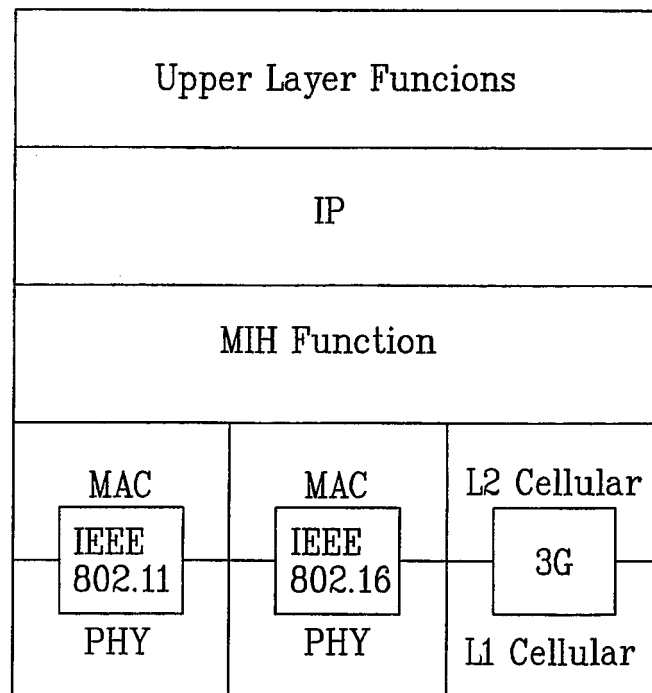 Upper Layer Funcions
IP
MIH Function
MAC
MAC
L2 Cellular
IEEE
802.11
IEEE
802.16
3G
PHY
PHY
L1 Cellular